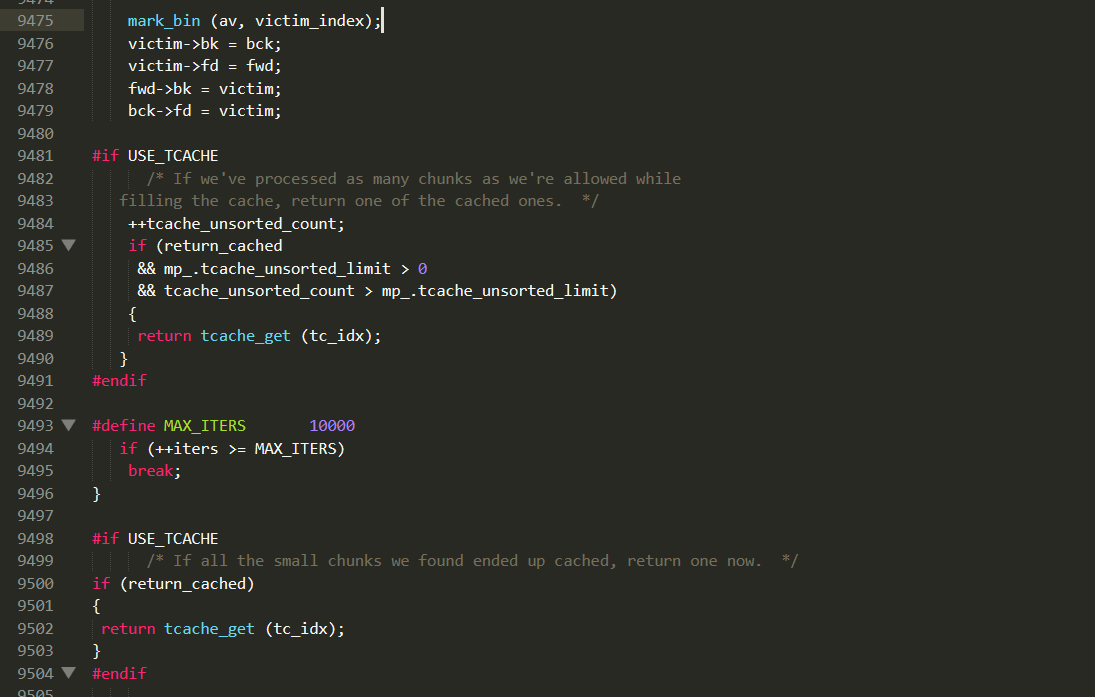 9475 mark_bin (av, victim_index);
9476 victim->bk = bck;
9477 victim->fd = fwd;
9478 fwd->bk = victim;
9479 bck->fd = victim;
9480
9481 #if USE_TCACHE
9482 /* If we've processed as many chunks as we're allowed while
9483 filling the cache, return one of the cached ones.  */
9484 ++tcache_unsorted_count;
9485 if (return_cached
9486 && mp_.tcache_unsorted_limit > 0
9487 && tcache_unsorted_count > mp_.tcache_unsorted_limit)
9488 {
9489 return tcache_get (tc_idx);
9490 }
9491 #endif
9492
9493 #define MAX_ITERS       10000
9494 if (++iters >= MAX_ITERS)
9495 break;
9496 }
9497
9498 #if USE_TCACHE
9499 /* If all the small chunks we found ended up cached, return one now.  */
9500 if (return_cached)
9501 {
9502 return tcache_get (tc_idx);
9503 }
9504 #endif